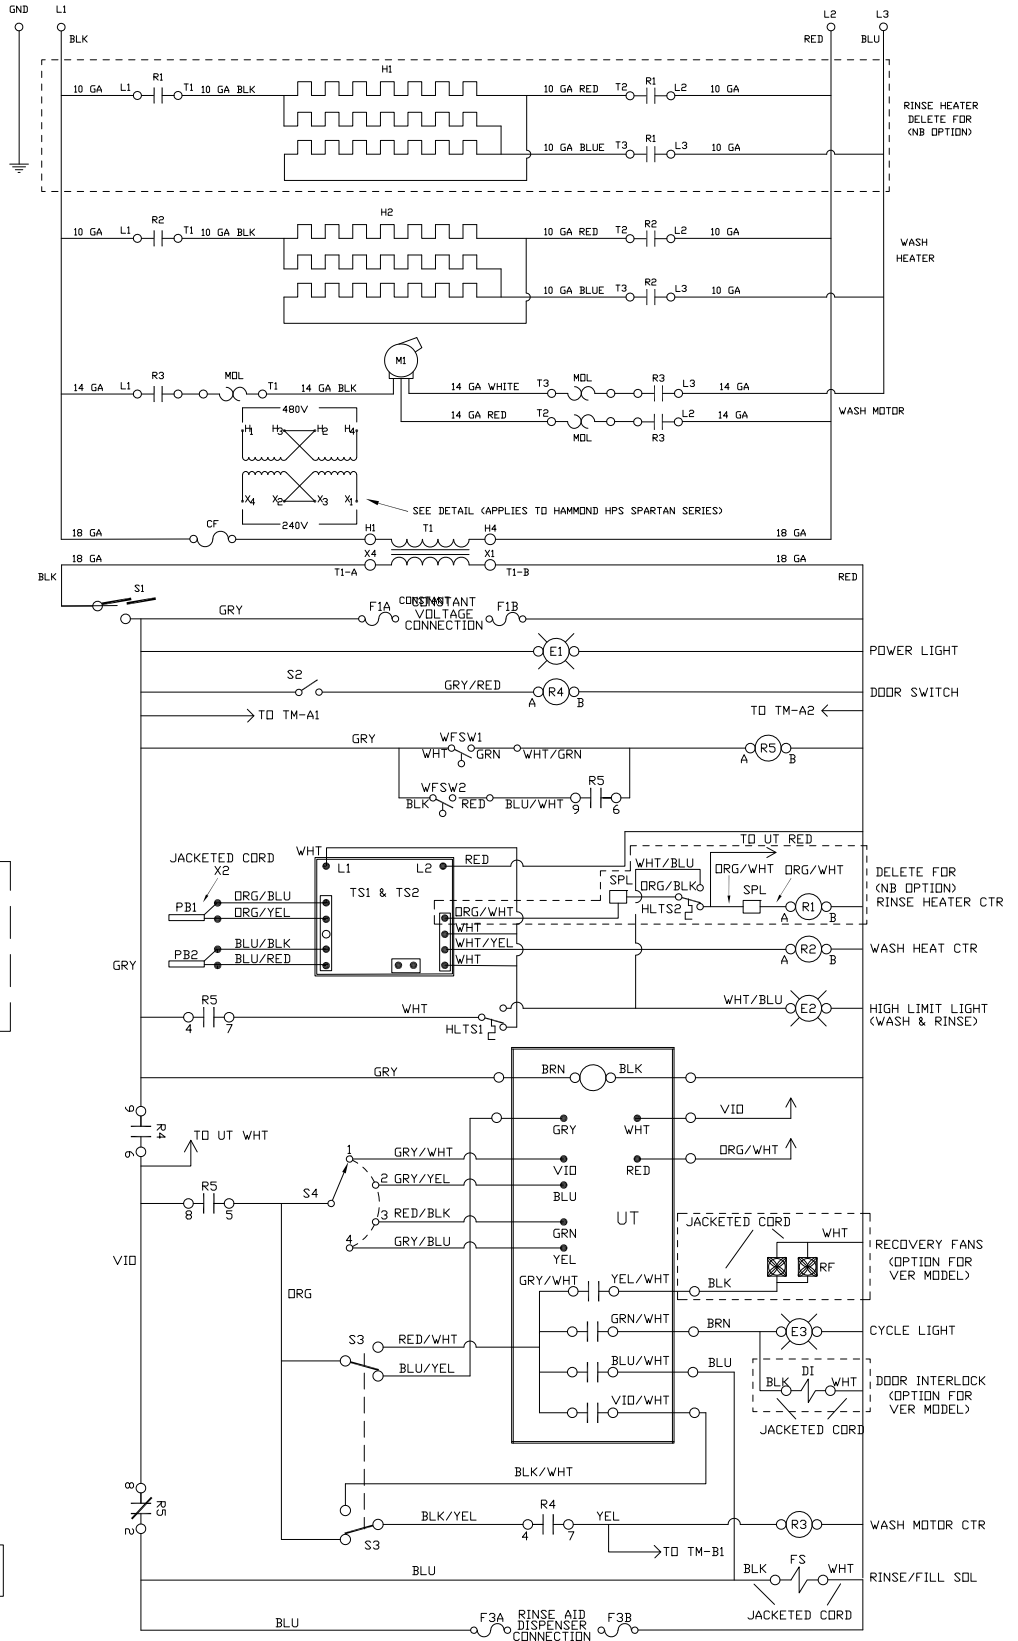 GND L1 L2 L3
BLK RED BLU
H1
10 GA L1 R1 T1 10 GA BLK 10 GA RED T2 R1 L2 10 GA
RINSE HEATER
DELETE FOR
(NB OPTION)
10 GA BLUE T3 R1 L3 10 GA
H2
10 GA L1 R2 T1 10 GA BLK 10 GA RED T2 R2 L2 10 GA
WASH
HEATER
10 GA BLUE T3 R2 L3 10 GA
M1
14 GA L1 R3 MOL T1 14 GA BLK 14 GA WHITE T3 MOL R3 L3 14 GA
14 GA RED T2 MOL R3 L2 14 GA
WASH MOTOR
480V
H1 H3 H2 H4
X4 X2 X3 X1
240V
SEE DETAIL (APPLIES TO HAMMOND HPS SPARTAN SERIES)
18 GA CF H1 T1 H4 18 GA
18 GA X4 X1 18 GA
BLK T1-A T1-B RED
S1
GRY F1A CONSTANT F1B
CONSTANT
VOLTAGE
CONNECTION
E1 POWER LIGHT
S2 GRY/RED A R4 B DOOR SWITCH
TO TM-A1 TO TM-A2
GRY WFSW1 A R5 B
WHT GRN WHT/GRN
WFSW2 R5
BLK RED BLU/WHT 9 6
TO UT RED
JACKETED CORD
X2
WHT L1 L2 RED
TS1 & TS2
WHT/BLU ORG/WHT ORG/WHT
DELETE FOR
(NB OPTION)
RINSE HEATER CTR
PB1 ORG/BLU
ORG/YEL
SPL ORG/BLK HLTS2 SPL A R1 B
ORG/WHT
WHT
PB2 BLU/BLK
BLU/RED
WHT/YEL A R2 B WASH HEAT CTR
WHT
GRY
R5 4 7 WHT HLTS1
WHT/BLU E2 HIGH LIMIT LIGHT
(WASH & RINSE)
GRY BRN BLK
9 R4 6
TO UT WHT
GRY WHT VIO
1 GRY/WHT VIO RED ORG/WHT
2 GRY/YEL BLU
R5 8 5 S4
3 RED/BLK GRN
4 GRY/BLU YEL
UT
VIO
JACKETED CORD
WHT
RF
RECOVERY FANS
(OPTION FOR
VER MODEL)
GRY/WHT YEL/WHT BLK
ORG
GRN/WHT BRN E3 CYCLE LIGHT
S3 RED/WHT
BLU/YEL
BLU/WHT BLU
BLK DI WHT
DOOR INTERLOCK
(OPTION FOR
VER MODEL)
JACKETED CORD
VIO/WHT
BLK/WHT
8 R5 2
S3 BLK/YEL 4 R4 7 YEL R3 WASH MOTOR CTR
TO TM-B1
BLU BLK FS WHT RINSE/FILL SOL
JACKETED CORD
BLU F3A RINSE AID F3B
DISPENSER
CONNECTION